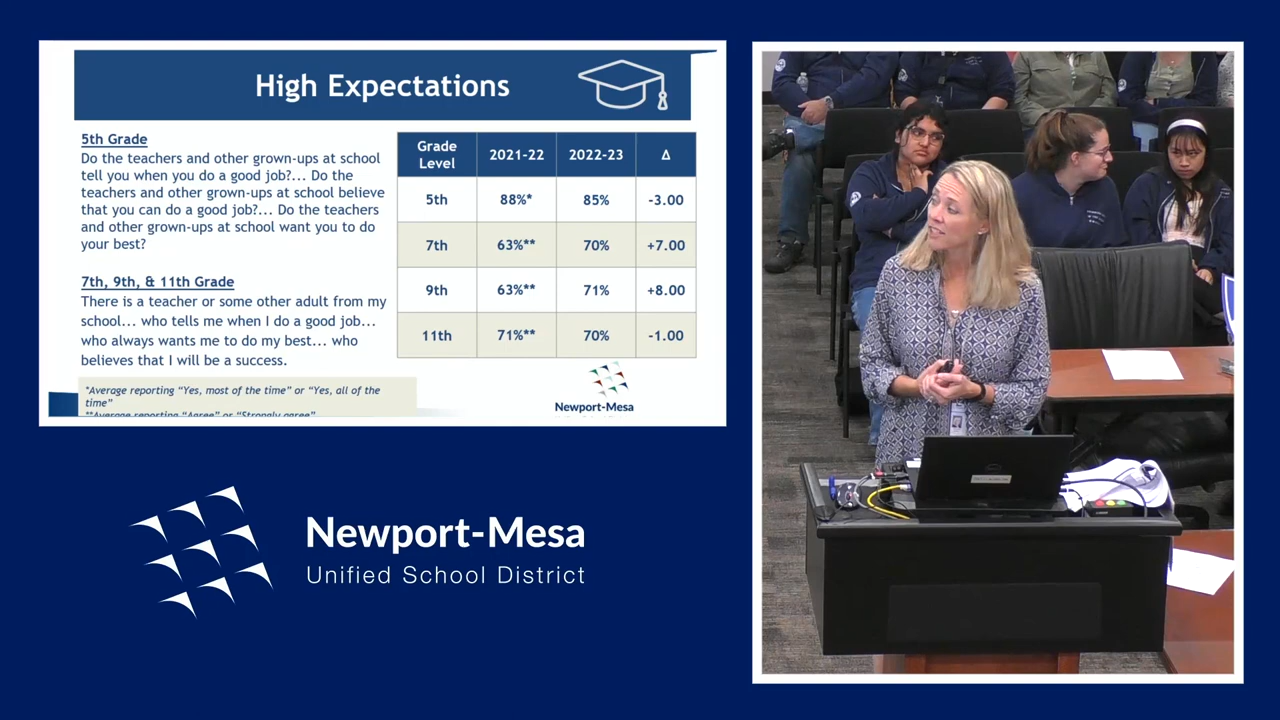 High Expectations
5th Grade
Do the teachers and other grown-ups at school
tell you when you do a good job?... Do the
teachers and other grown-ups at school believe
that you can do a good job?... Do the teachers
and other grown-ups at school want you to do
your best?
7th, 9th, & 11th Grade
There is a teacher or some other adult from my
school... who tells me when I do a good job...
who always wants me to do my best... who
believes that I will be a success.
*Average reporting "Yes, most of the time" or "Yes, all of the
time"
**Average reporting "Agree" or "Strongly agree"
Grade Level 2021-22 2022-23 Δ
5th 88%* 85% -3.00
7th 63%** 70% +7.00
9th 63%** 71% +8.00
11th 71%** 70% -1.00
Newport-Mesa
Newport-Mesa
Unified School District